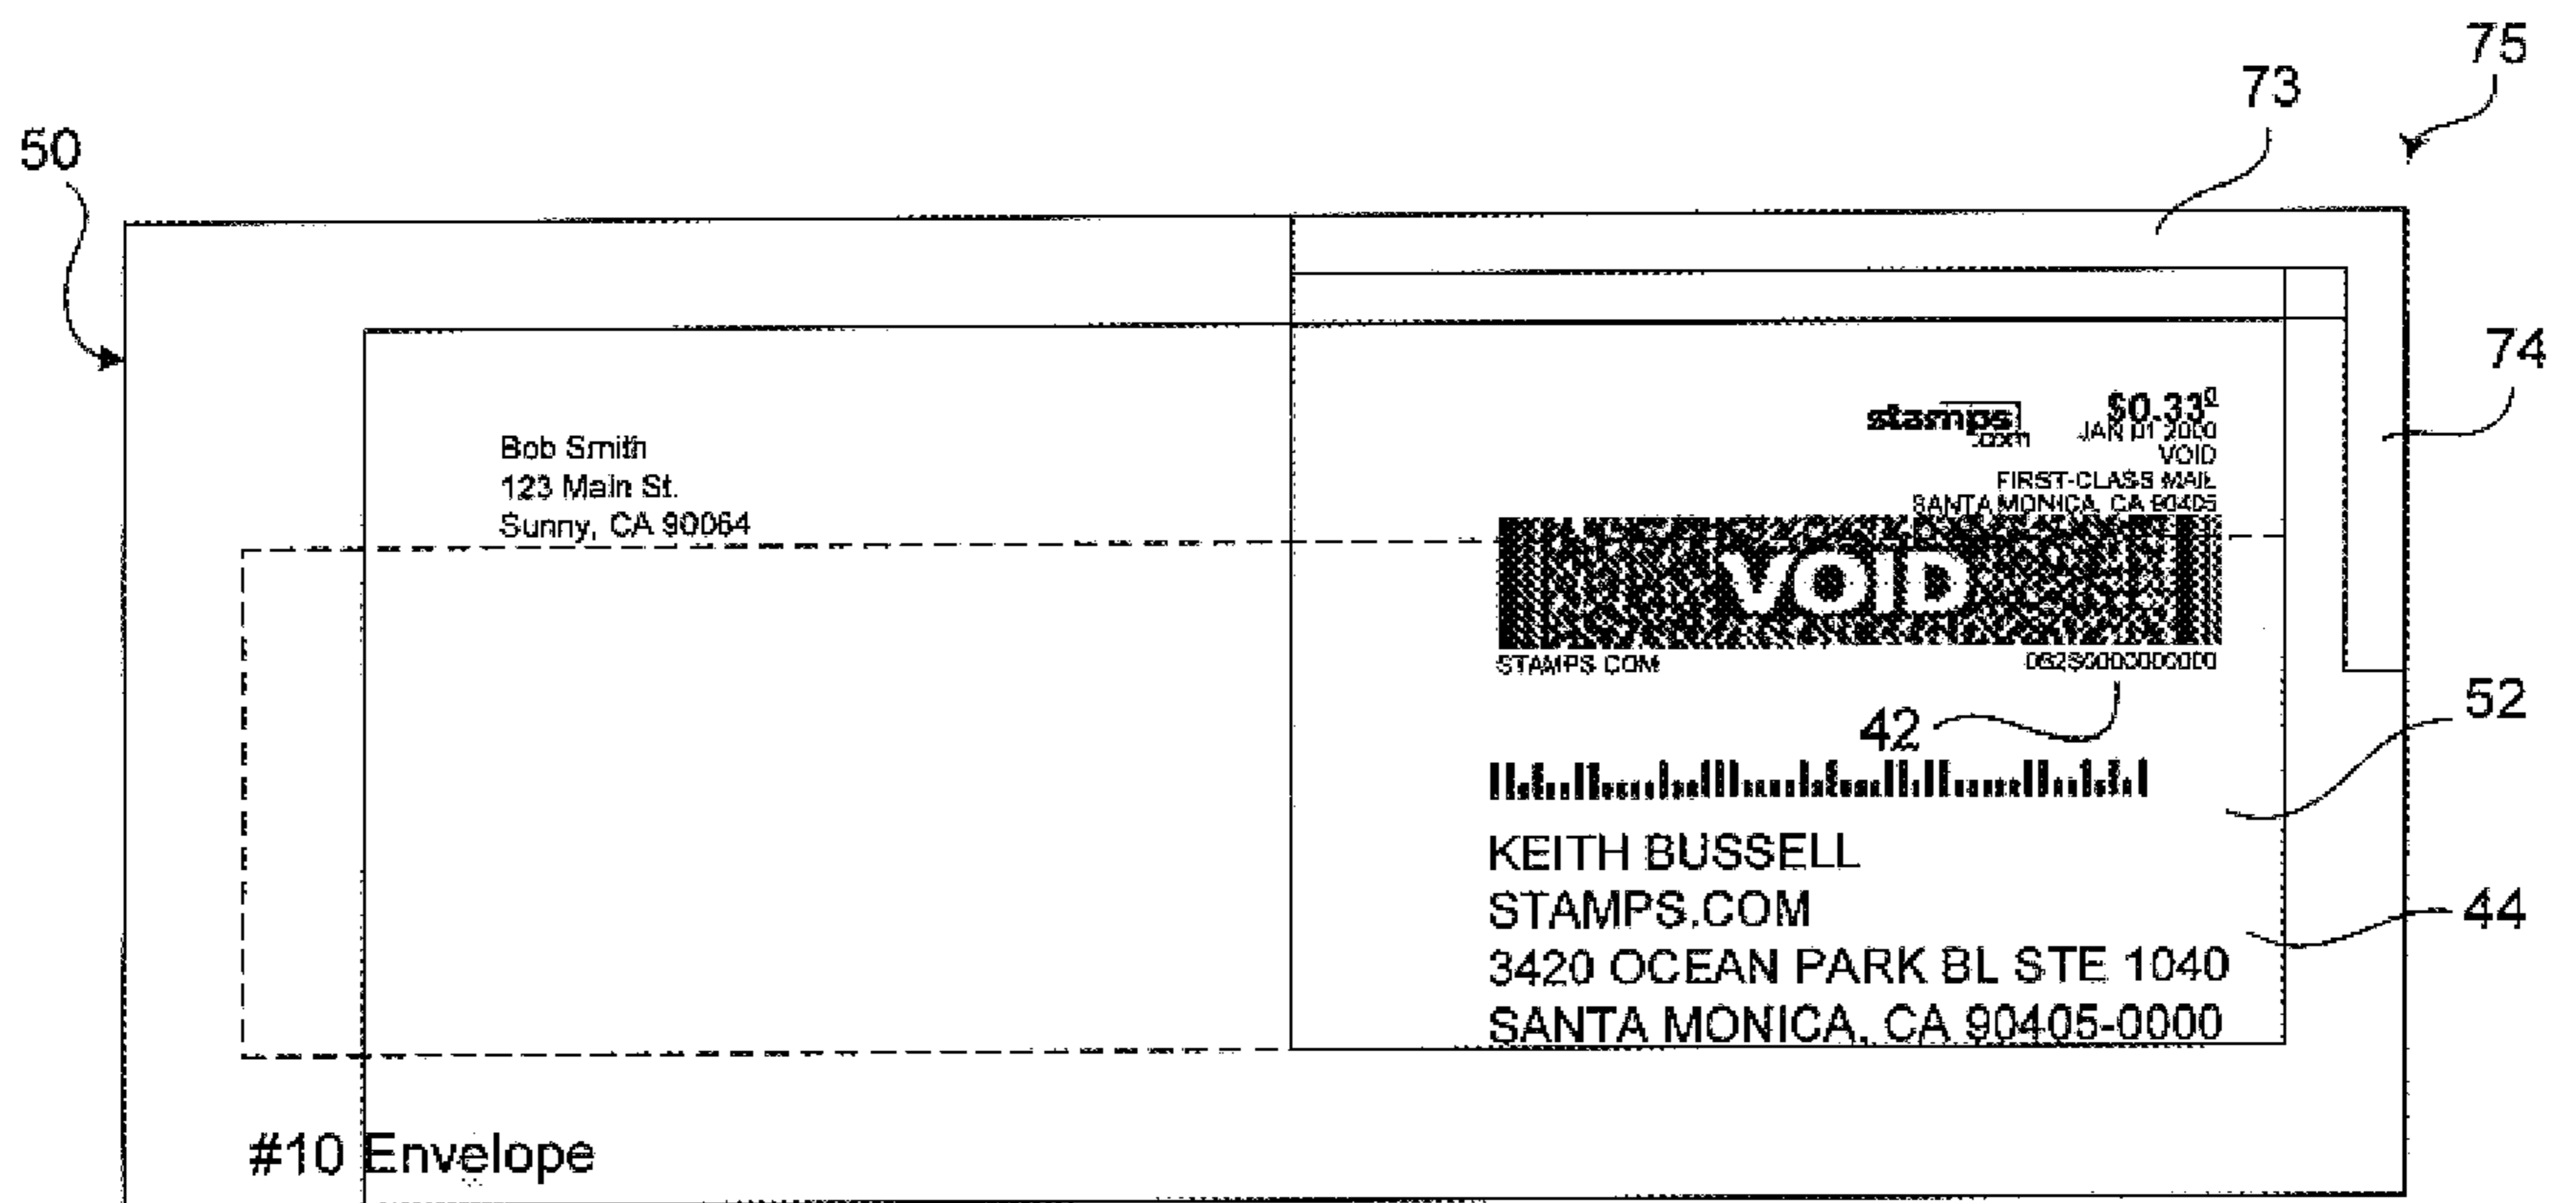 75
73
50
74
stamps
.com
$0.33⁰
JAN 01 2000
VOID
FIRST-CLASS MAIL
SANTA MONICA, CA 90405
Bob Smith
123 Main St.
Sunny, CA 90064
VOID
STAMPS.COM 062S0000000000
42
52
KEITH BUSSELL
STAMPS.COM
44
3420 OCEAN PARK BL STE 1040
SANTA MONICA, CA 90405-0000
#10 Envelope